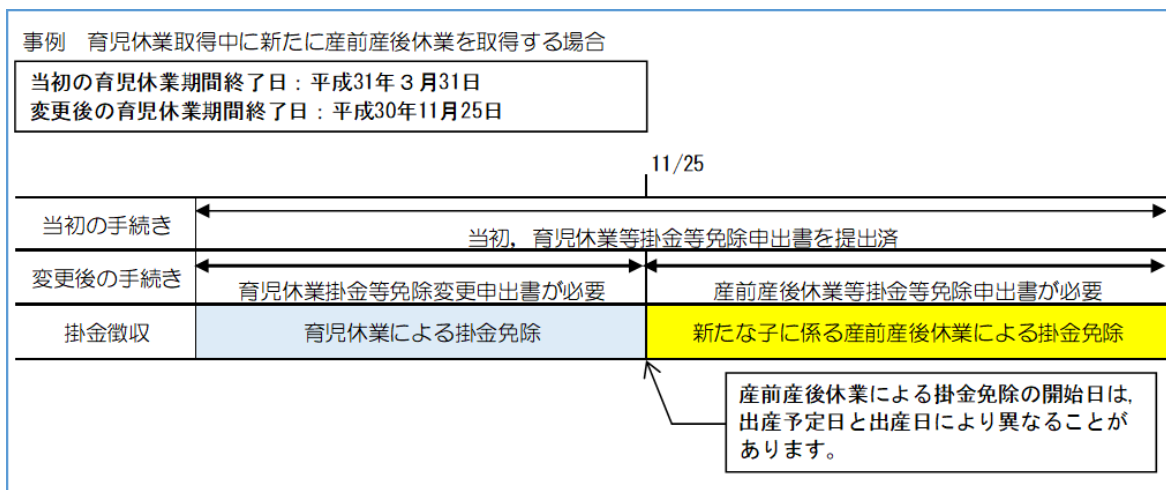 事例　育児休業取得中に新たに産前産後休業を取得する場合
当初の育児休業期間終了日：平成31年３月31日
変更後の育児休業期間終了日：平成30年11月25日
11/25
当初の手続き
当初，育児休業等掛金等免除申出書を提出済
変更後の手続き
育児休業掛金等免除変更申出書が必要
産前産後休業等掛金等免除申出書が必要
掛金徴収
育児休業による掛金免除
新たな子に係る産前産後休業による掛金免除
産前産後休業による掛金免除の開始日は，
出産予定日と出産日により異なることが
あります。